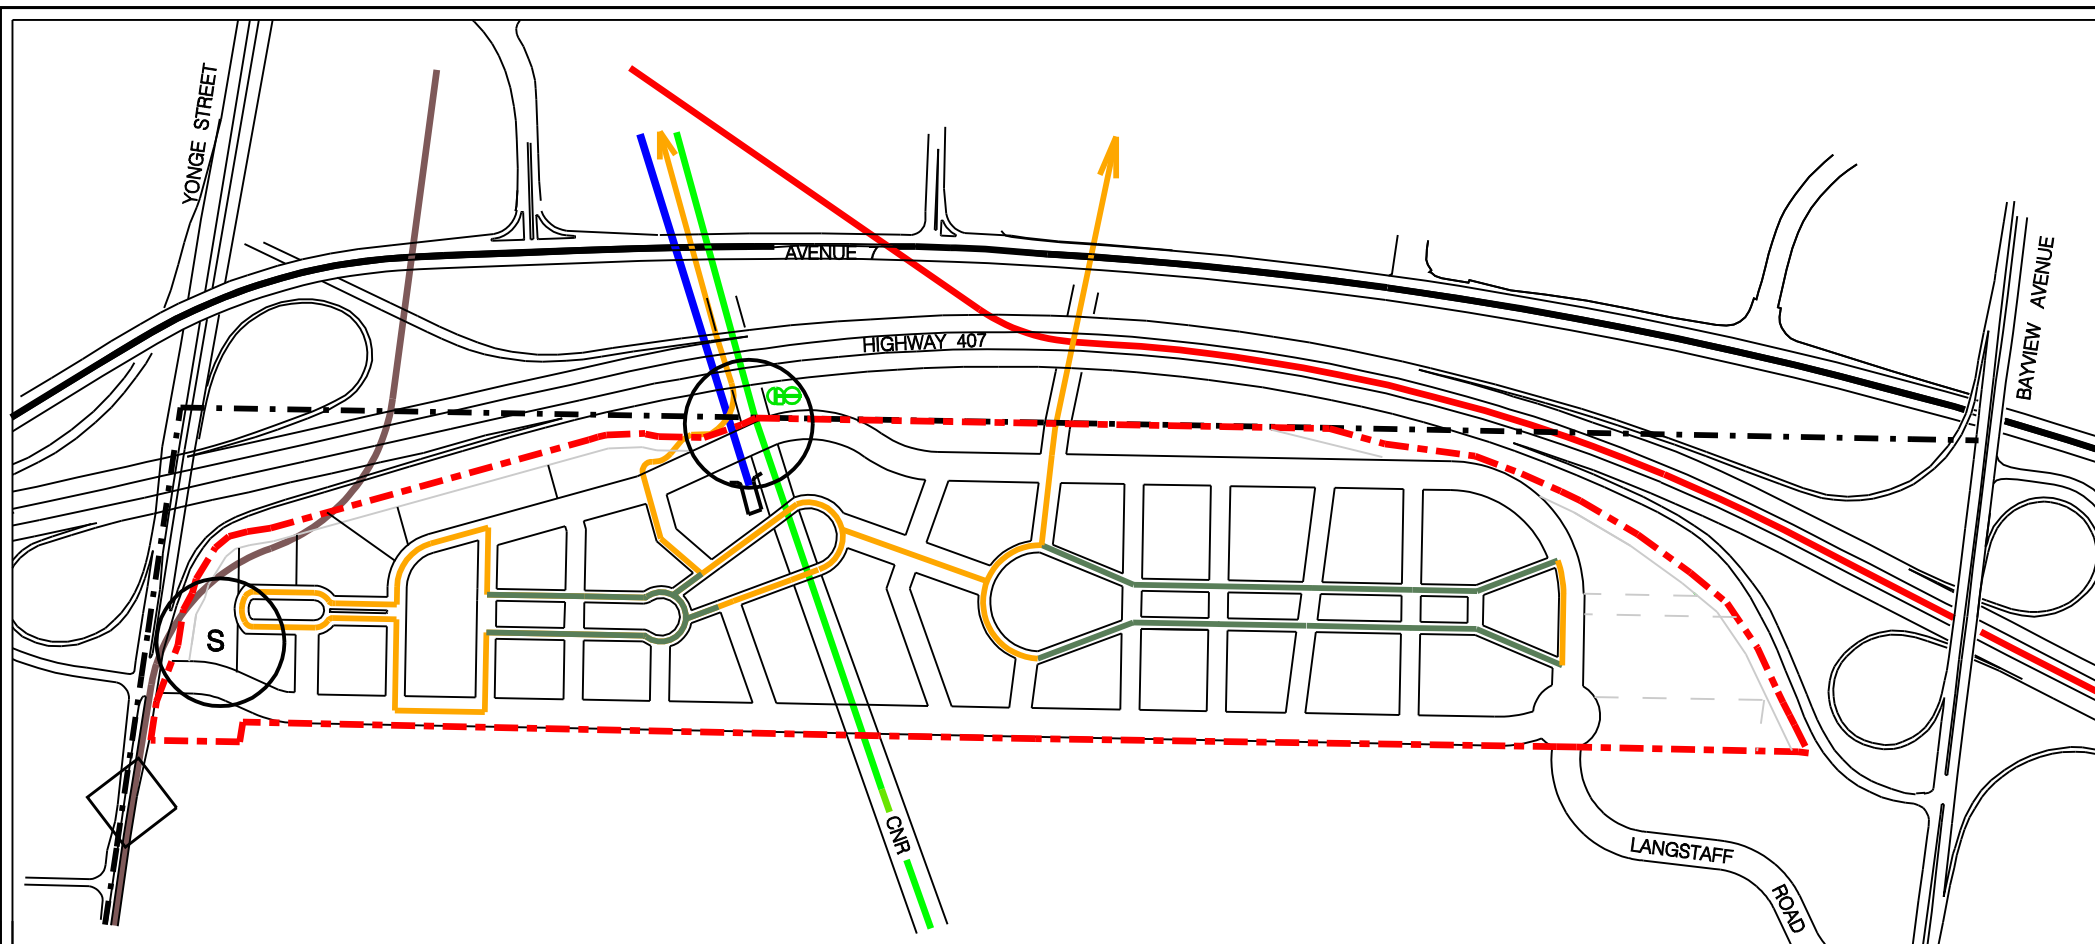 YONGE STREET
AVENUE 7
BAYVIEW AVENUE
HIGHWAY 407
S
CNR
LANGSTAFF
ROAD